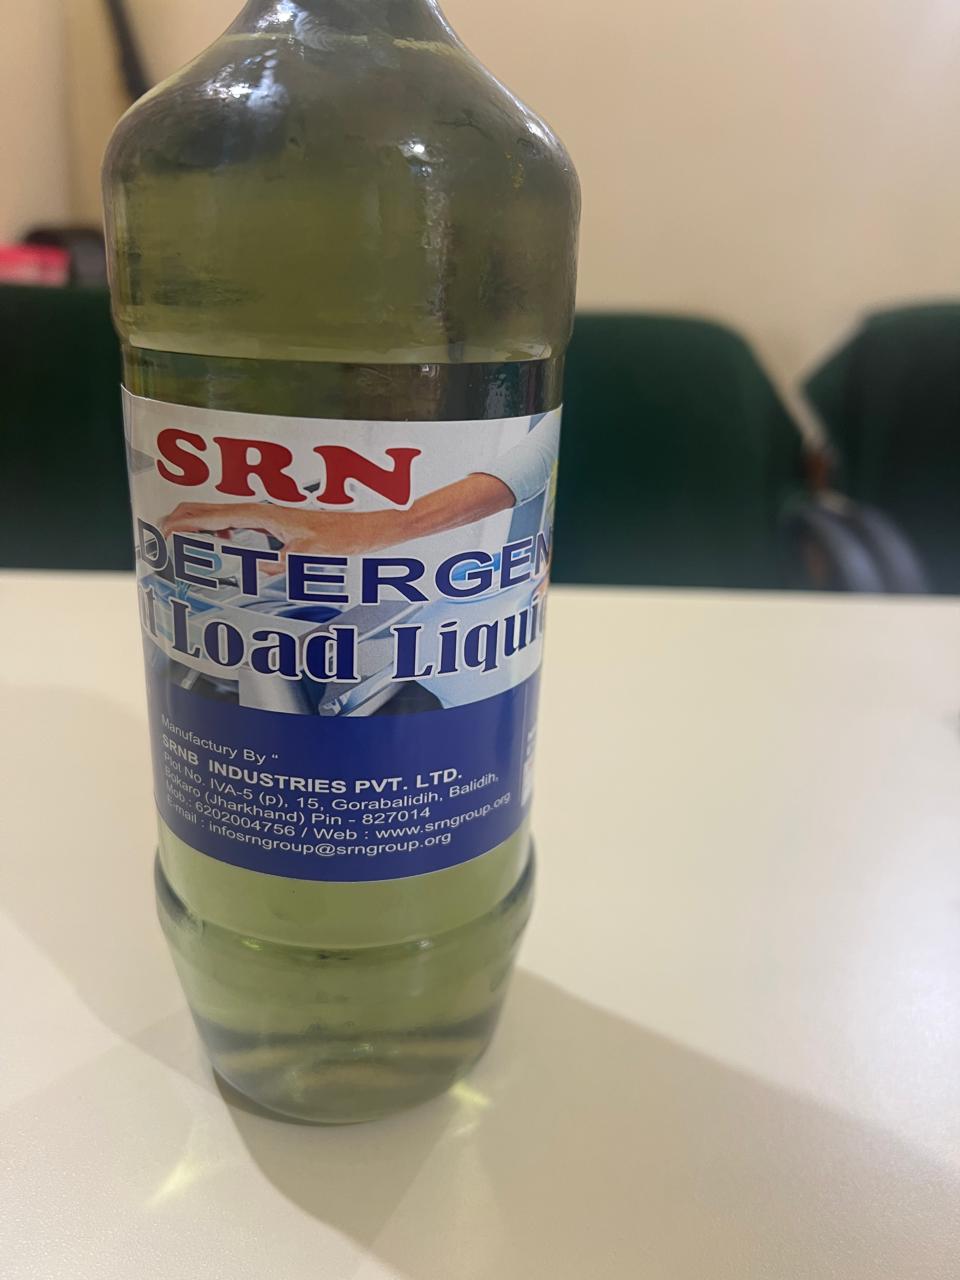 SRN
DETERGEN
t Load Liqui
Manufactury By "
SRNB INDUSTRIES PVT. LTD.
Plot No. IVA-5 (p), 15, Gorabalidih, Balidih,
Bokaro (Jharkhand) Pin - 827014
Mob : 6202004756 / Web : www.srngroup.org
E-mail : infosrngroup@srngroup.org